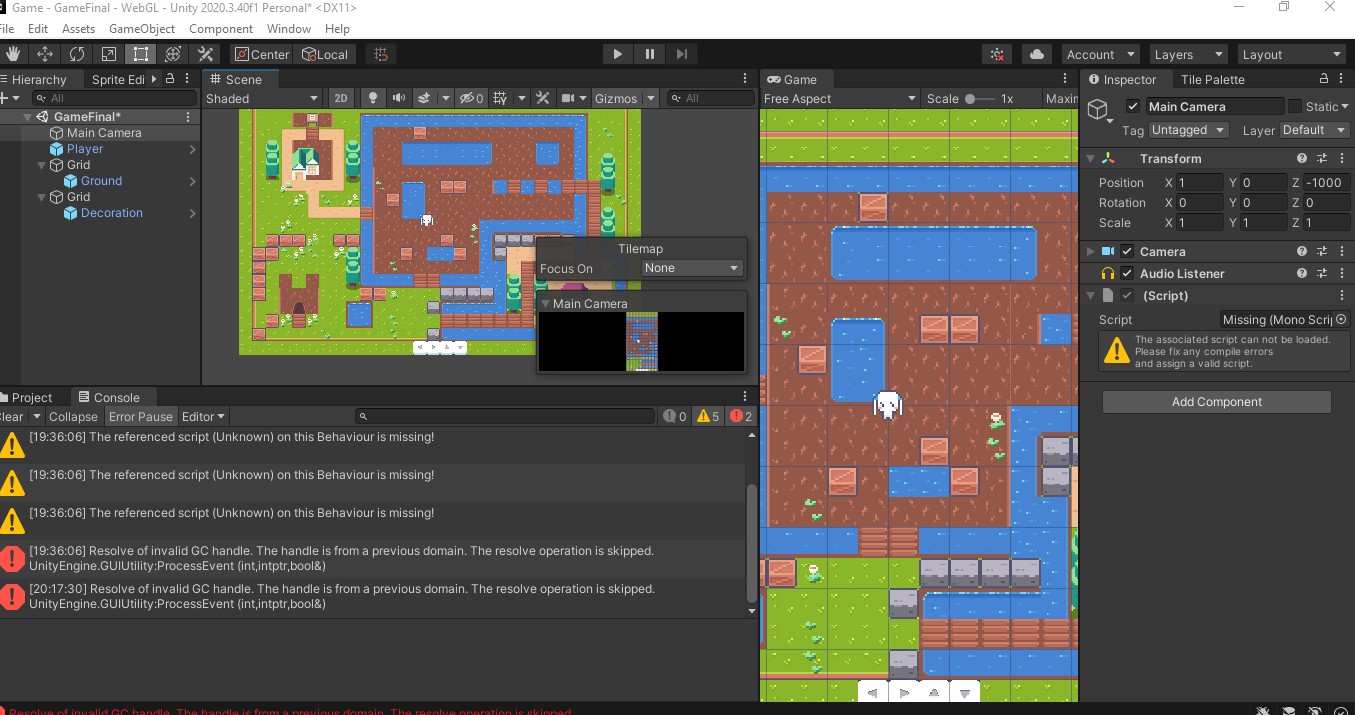 Game - GameFinal - WebGL - Unity 2020.3.40f1 Personal* <DX11>
File Edit Assets GameObject Component Window Help
Center Local Account Layers Layout
Hierarchy Sprite Edi
All
GameFinal*
Main Camera
Player
Grid
Ground
Grid
Decoration
Scene
Shaded 2D 0 Gizmos All
Tilemap
Focus On None
Main Camera
Game
Free Aspect Scale 1x Maxin
Inspector Tile Palette
Main Camera Static
Tag Untagged Layer Default
Transform
Position X 1 Y 0 Z -1000
Rotation X 0 Y 0 Z 0
Scale X 1 Y 1 Z 1
Camera
Audio Listener
(Script)
Script Missing (Mono Scrip
The associated script can not be loaded.
Please fix any compile errors
and assign a valid script.
Add Component
Project Console
Clear Collapse Error Pause Editor 0 5 2
[19:36:06] The referenced script (Unknown) on this Behaviour is missing!
[19:36:06] The referenced script (Unknown) on this Behaviour is missing!
[19:36:06] The referenced script (Unknown) on this Behaviour is missing!
[19:36:06] Resolve of invalid GC handle. The handle is from a previous domain. The resolve operation is skipped.
UnityEngine.GUIUtility:ProcessEvent (int,intptr,bool&)
[20:17:30] Resolve of invalid GC handle. The handle is from a previous domain. The resolve operation is skipped.
UnityEngine.GUIUtility:ProcessEvent (int,intptr,bool&)
Resolve of invalid GC handle. The handle is from a previous domain. The resolve operation is skipped.